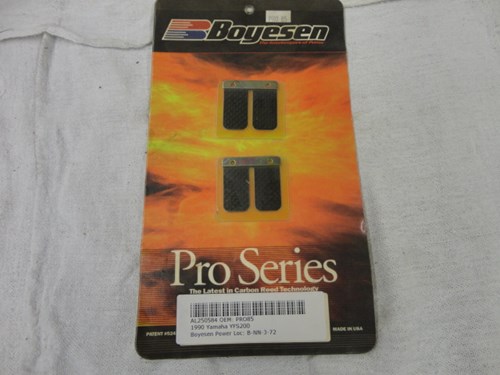 Boyesen
Pro Series
The Latest in Carbon Reed Technology
AL250584 OEM: PRO85
1990 Yamaha YFS200
Boyesen Power Loc: B-NN-3-72
PATENT
MADE IN USA